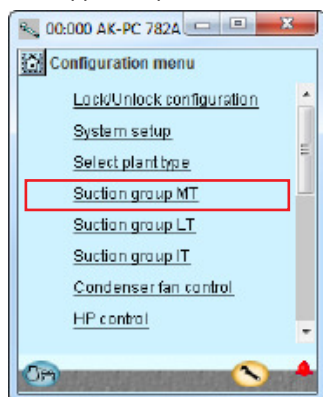 00:000 AK-PC 782A
Configuration menu
Lock/Unlock configuration
System setup
Select plant type
Suction group MT
Suction group LT
Suction group IT
Condenser fan control
HP control